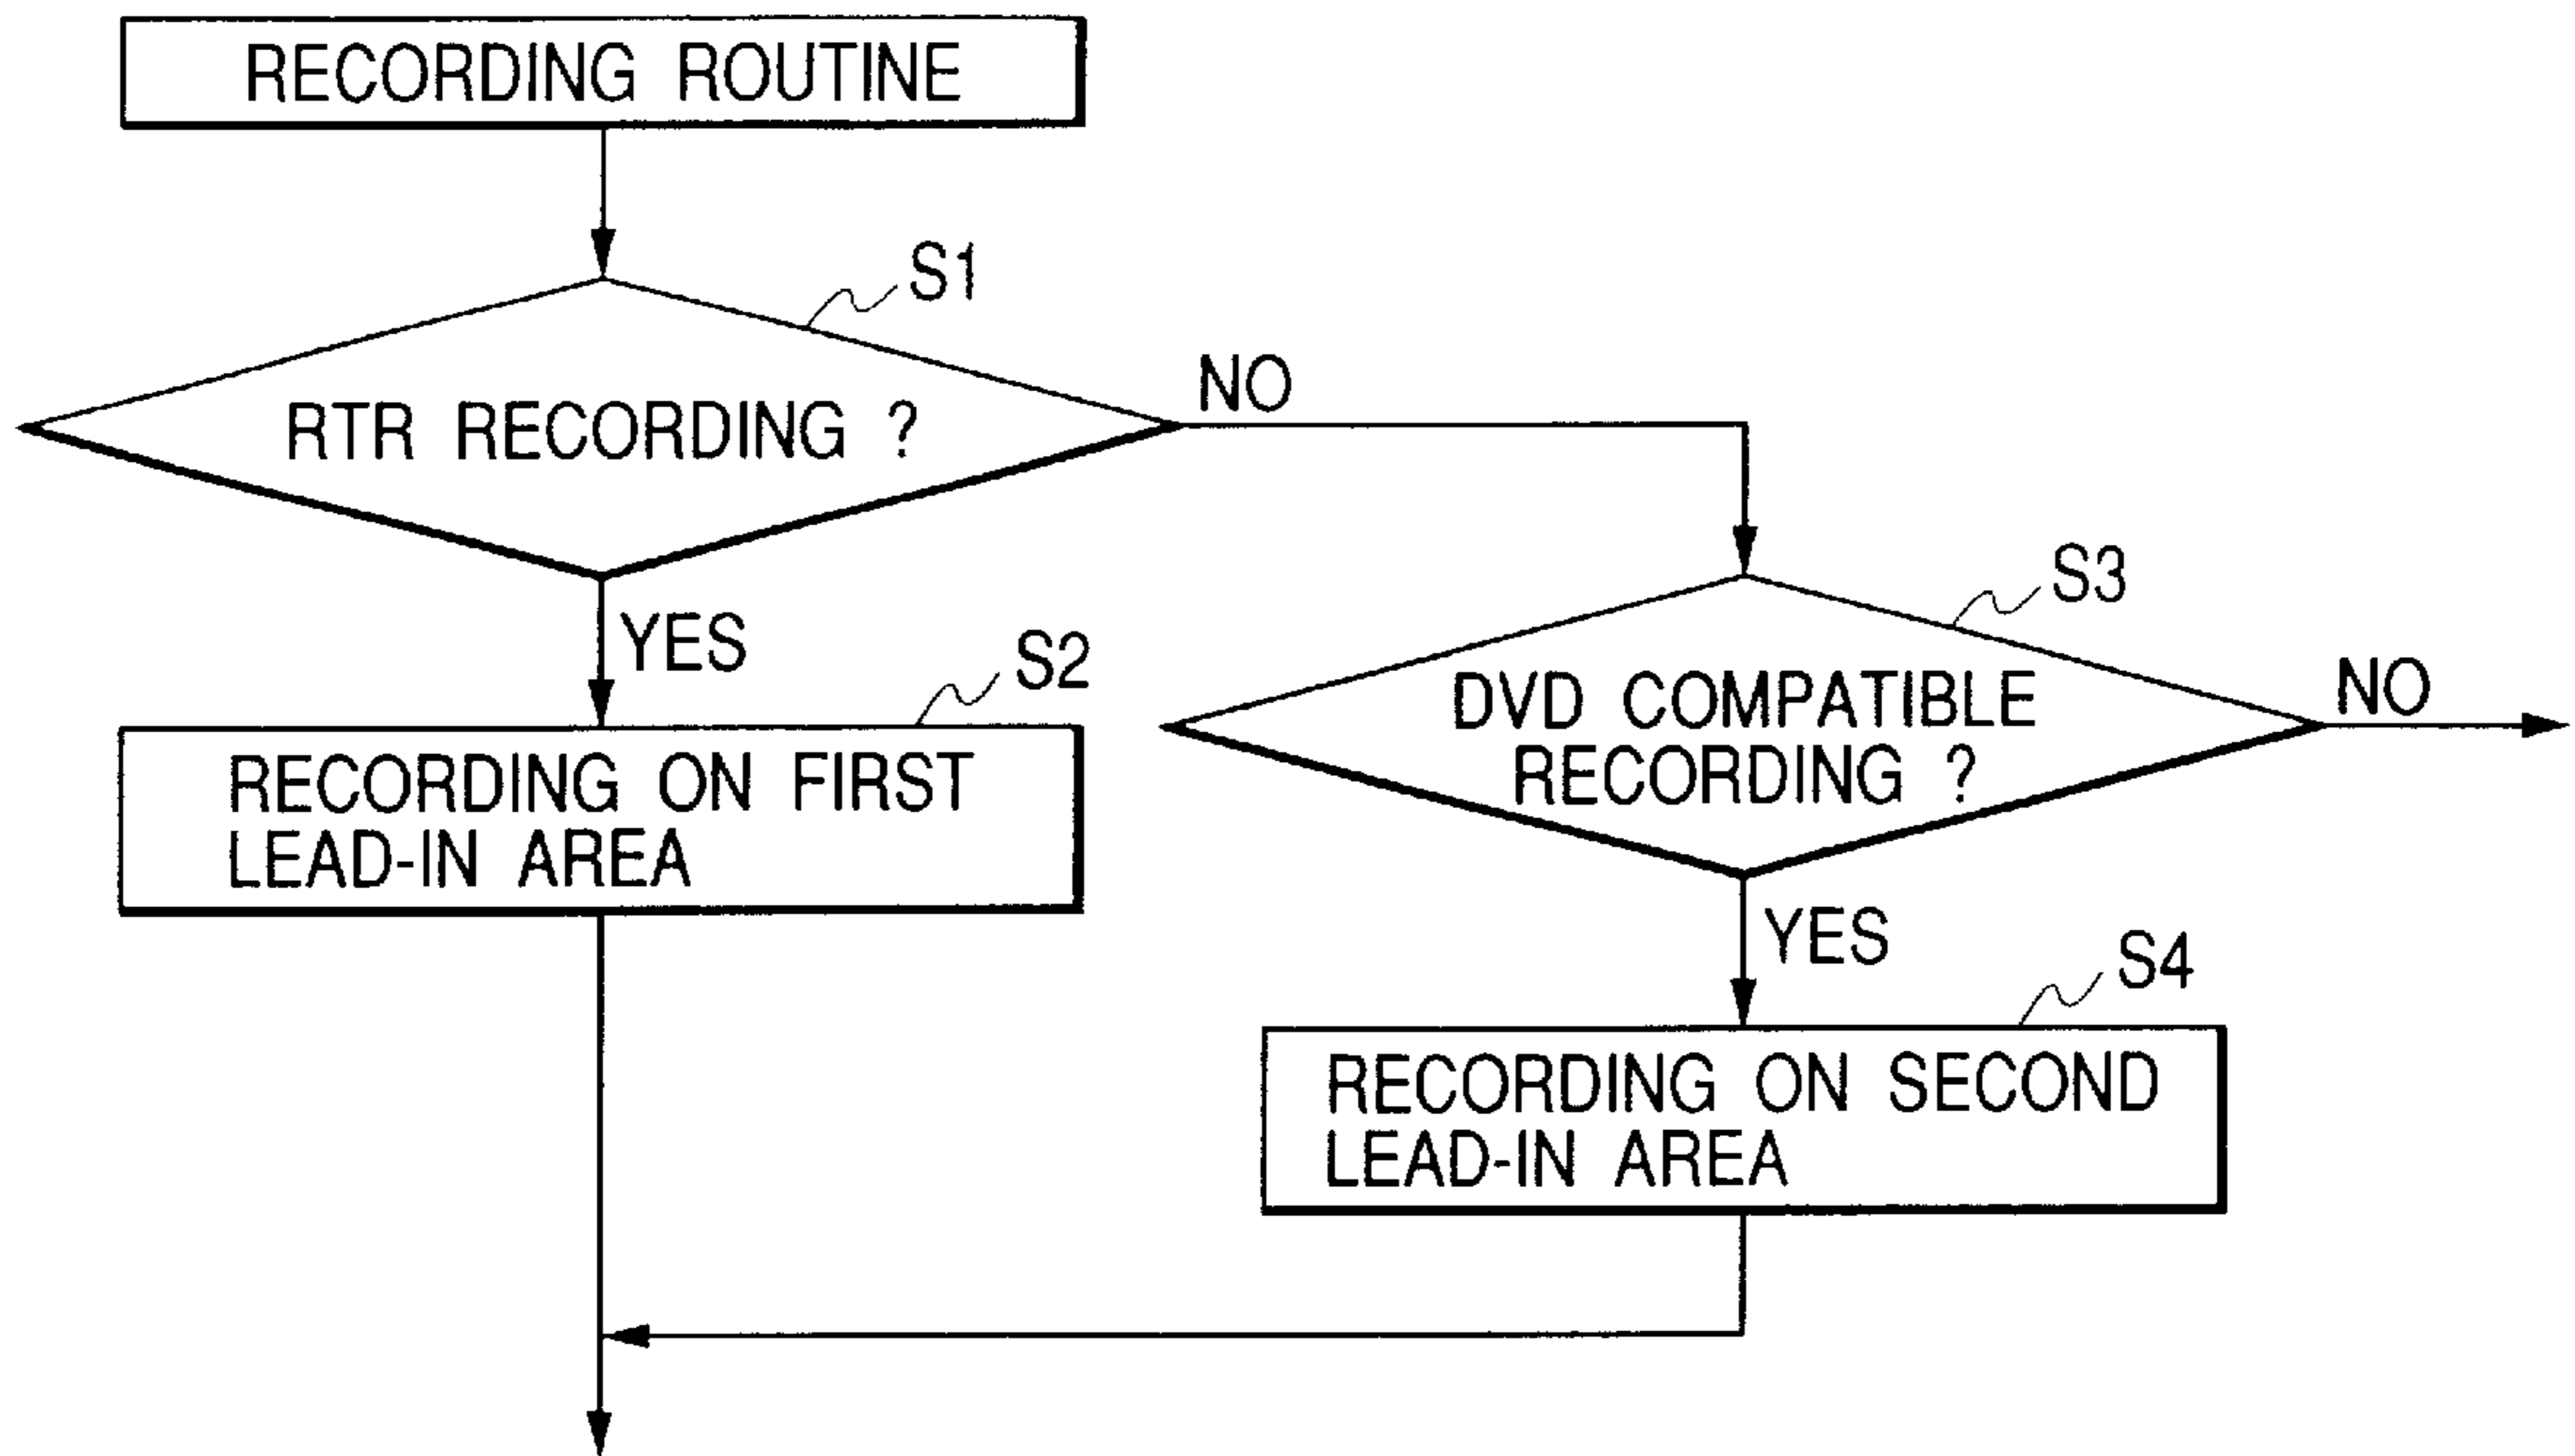 RECORDING ROUTINE
S1
RTR RECORDING ?
NO
YES
S2
RECORDING ON FIRST
LEAD-IN AREA
S3
DVD COMPATIBLE
RECORDING ?
NO
YES
S4
RECORDING ON SECOND
LEAD-IN AREA